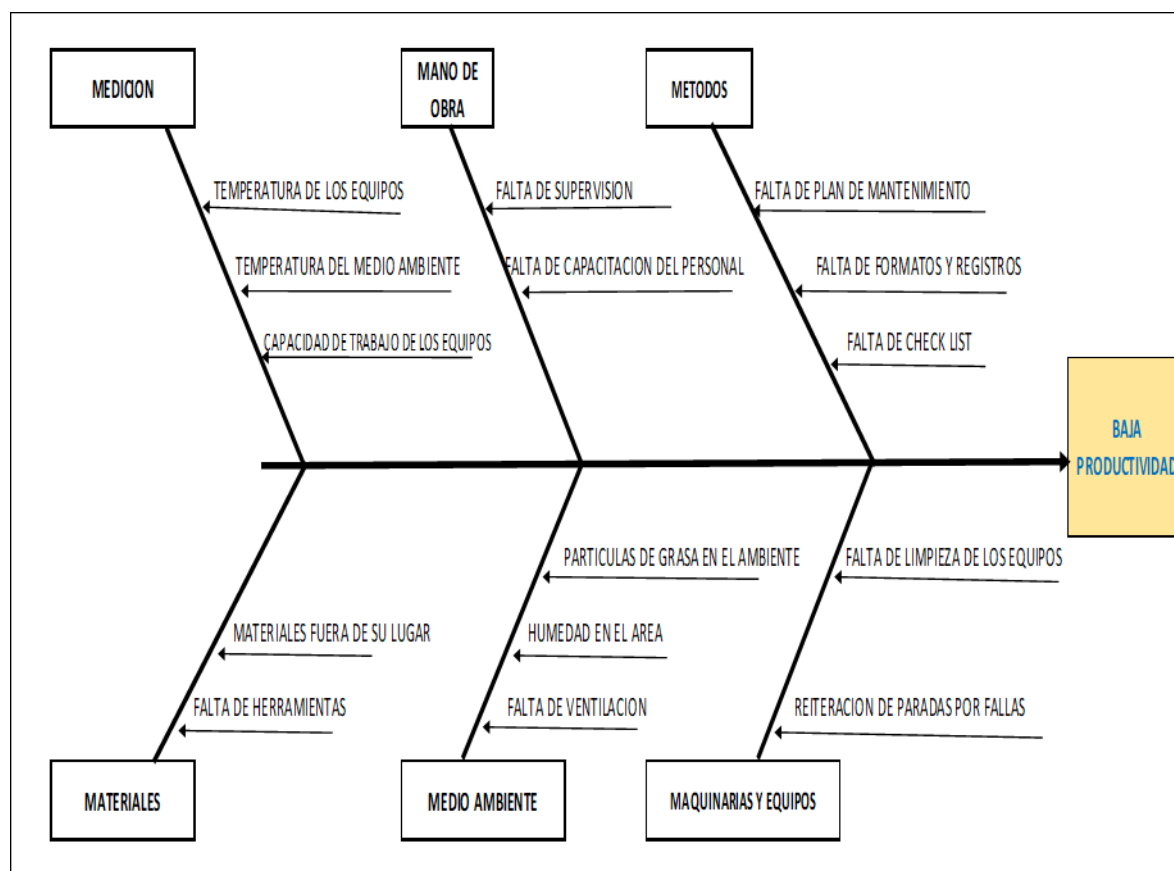 MEDICION
MANO DE
OBRA
METODOS
TEMPERATURA DE LOS EQUIPOS
FALTA DE SUPERVISION
FALTA DE PLAN DE MANTENIMIENTO
TEMPERATURA DEL MEDIO AMBIENTE
FALTA DE CAPACITACION DEL PERSONAL
FALTA DE FORMATOS Y REGISTROS
CAPACIDAD DE TRABAJO DE LOS EQUIPOS
FALTA DE CHECK LIST
BAJA
PRODUCTIVIDAD
PARTICULAS DE GRASA EN EL AMBIENTE
FALTA DE LIMPIEZA DE LOS EQUIPOS
MATERIALES FUERA DE SU LUGAR
HUMEDAD EN EL AREA
FALTA DE HERRAMIENTAS
FALTA DE VENTILACION
REITERACION DE PARADAS POR FALLAS
MATERIALES
MEDIO AMBIENTE
MAQUINARIAS Y EQUIPOS